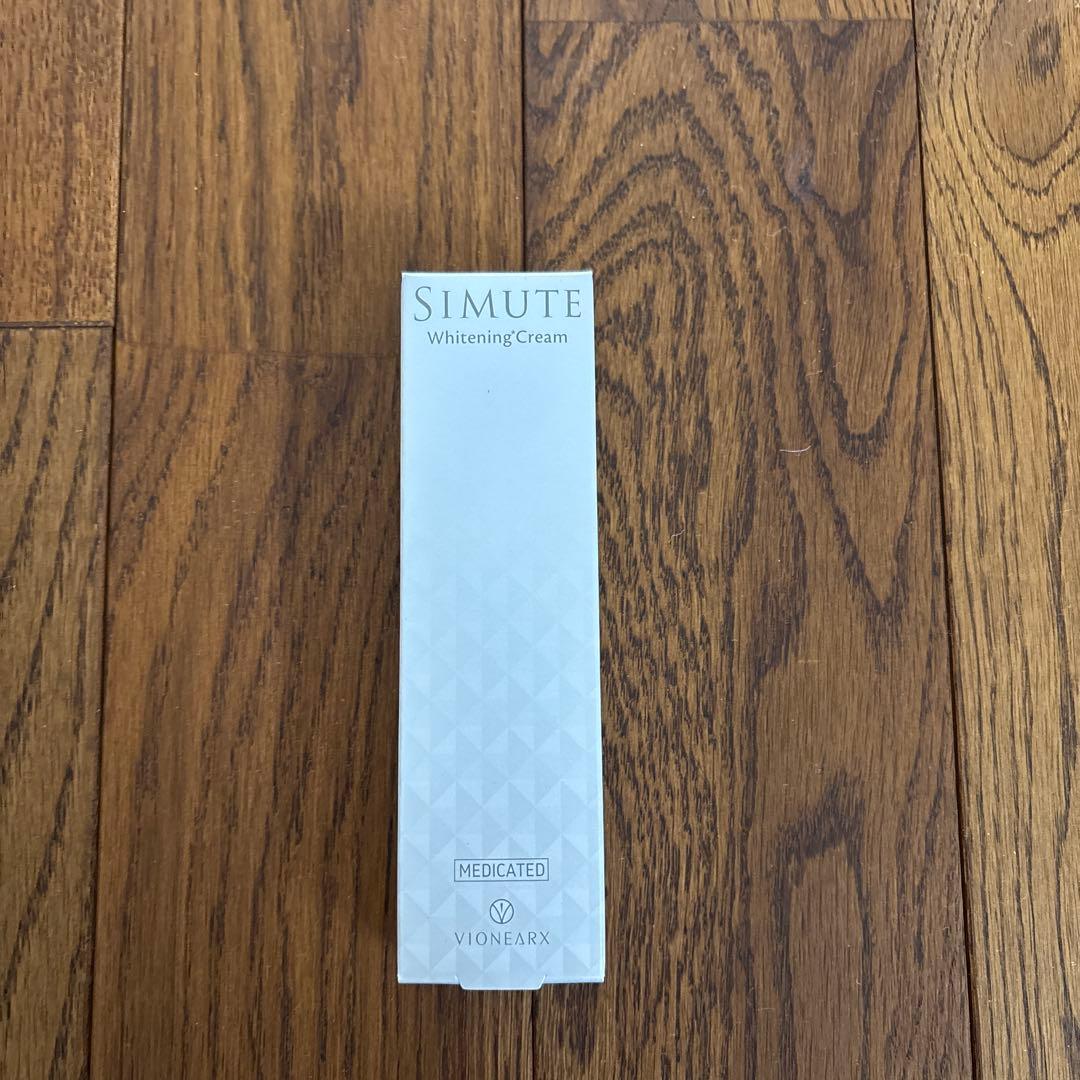 SIMUTE
Whitening*Cream
MEDICATED
VIONEARX